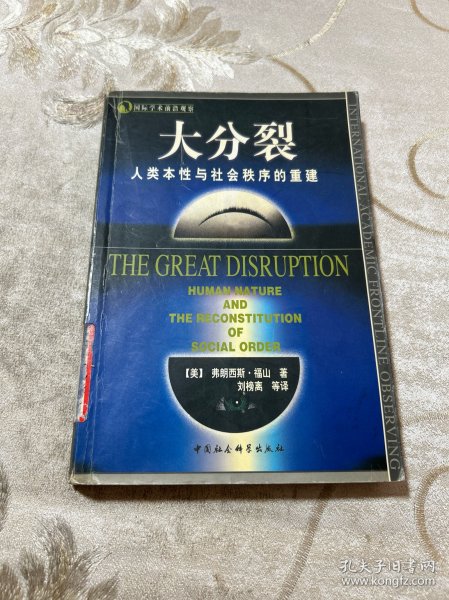 国际学术前沿观察
大分裂
人类本性与社会秩序的重建
THE GREAT DISRUPTION
HUMAN NATURE
AND
THE RECONSTITUTION
OF
SOCIAL ORDER
【美】 弗朗西斯·福山 著
刘榜离 等译
中国社会科学出版社
INTERNATIONAL ACADEMIC FRONTLINE OBSERVING
孔夫子旧书网
www.kongfz.com